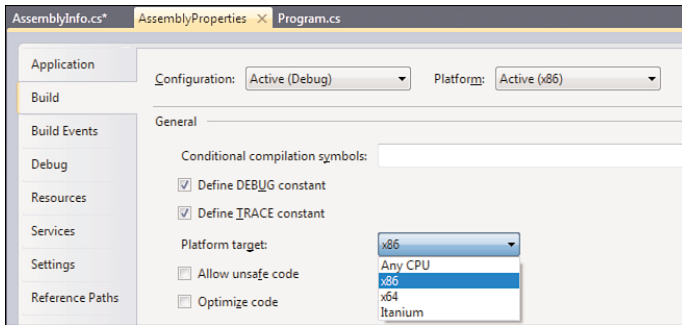 AssemblyInfo.cs* AssemblyProperties × Program.cs
Application
Build
Build Events
Debug
Resources
Services
Settings
Reference Paths
Configuration: Active (Debug) Platform: Active (x86)
General
Conditional compilation symbols:
Define DEBUG constant
Define TRACE constant
Platform target: x86
Any CPU
x86
x64
Itanium
Allow unsafe code
Optimize code